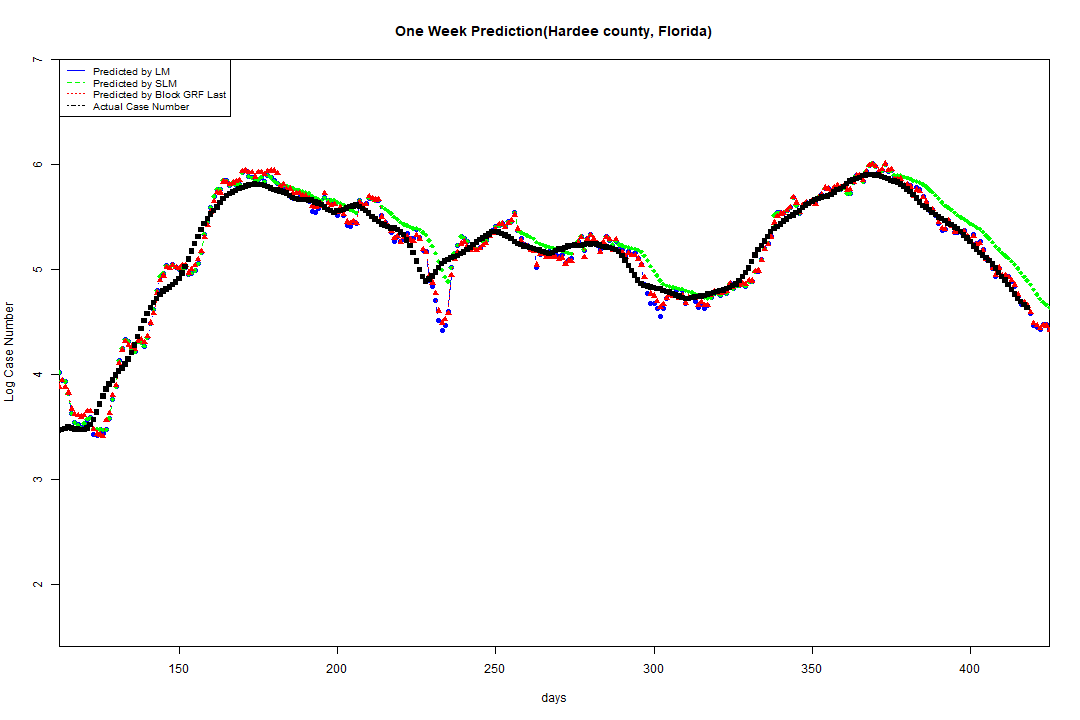 One Week Prediction(Hardee county, Florida)
Predicted by LM
Predicted by SLM
Predicted by Block GRF Last
Actual Case Number
7
6
5
4
3
2
Log Case Number
150 200 250 300 350 400
days